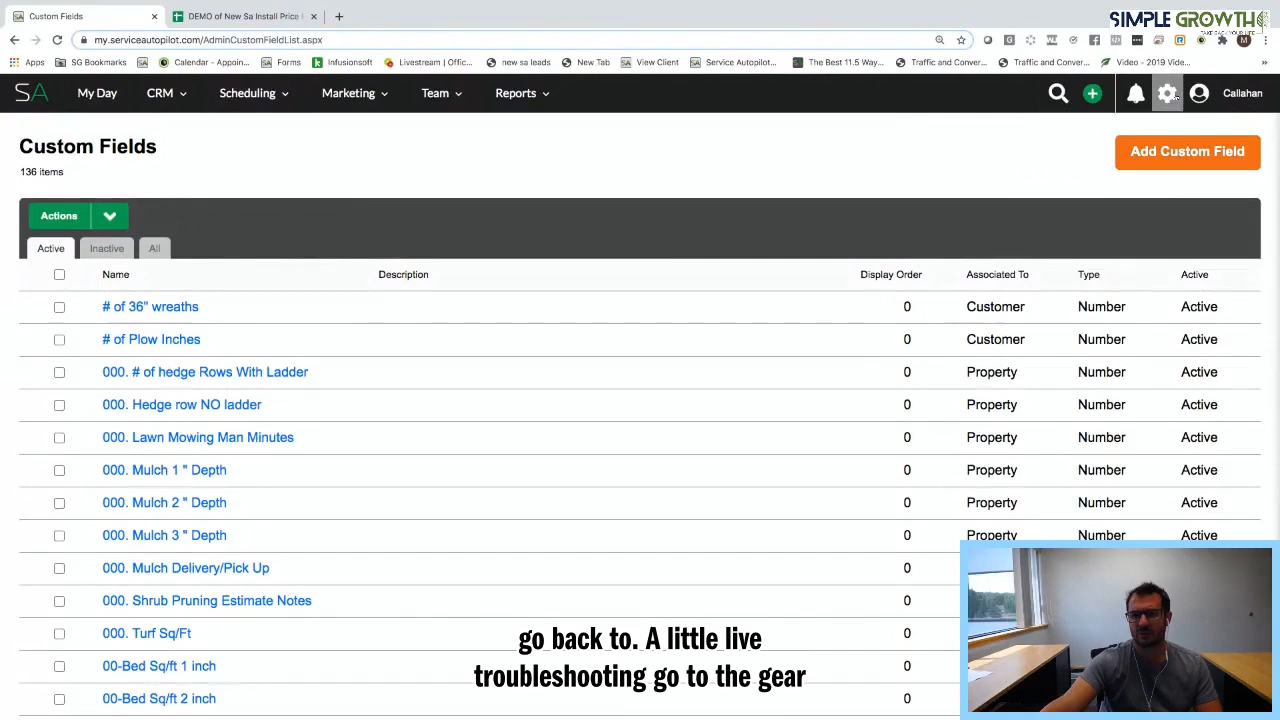 Custom Fields
DEMO of New Sa Install Price
SIMPLE GROWTH
TAKE BACK YOUR LIFE
my.serviceautopilot.com/AdminCustomFieldList.aspx
Apps
SG Bookmarks
Calendar - Appoin...
Forms
Infusionsoft
Livestream | Offic...
new sa leads
New Tab
View Client
Service Autopilot...
The Best 11.5 Way...
Traffic and Conver...
Traffic and Conver...
Video - 2019 Vide...
SA
My Day
CRM
Scheduling
Marketing
Team
Reports
Callahan
Custom Fields
136 items
Add Custom Field
Actions
Active
Inactive
All
Name Description Display Order Associated To Type Active
# of 36" wreaths 0 Customer Number Active
# of Plow Inches 0 Customer Number Active
000. # of hedge Rows With Ladder 0 Property Number Active
000. Hedge row NO ladder 0 Property Number Active
000. Lawn Mowing Man Minutes 0 Property Number Active
000. Mulch 1 " Depth 0 Property Number Active
000. Mulch 2 " Depth 0 Property Number Active
000. Mulch 3 " Depth 0 Property Number Active
000. Mulch Delivery/Pick Up 0
000. Shrub Pruning Estimate Notes 0
000. Turf Sq/Ft 0
00-Bed Sq/ft 1 inch 0
00-Bed Sq/ft 2 inch 0
go back to. A little live
troubleshooting go to the gear